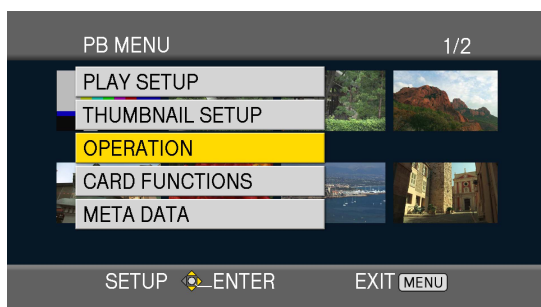 PB MENU 1/2
PLAY SETUP
THUMBNAIL SETUP
OPERATION
CARD FUNCTIONS
META DATA
SETUP ENTER EXIT MENU